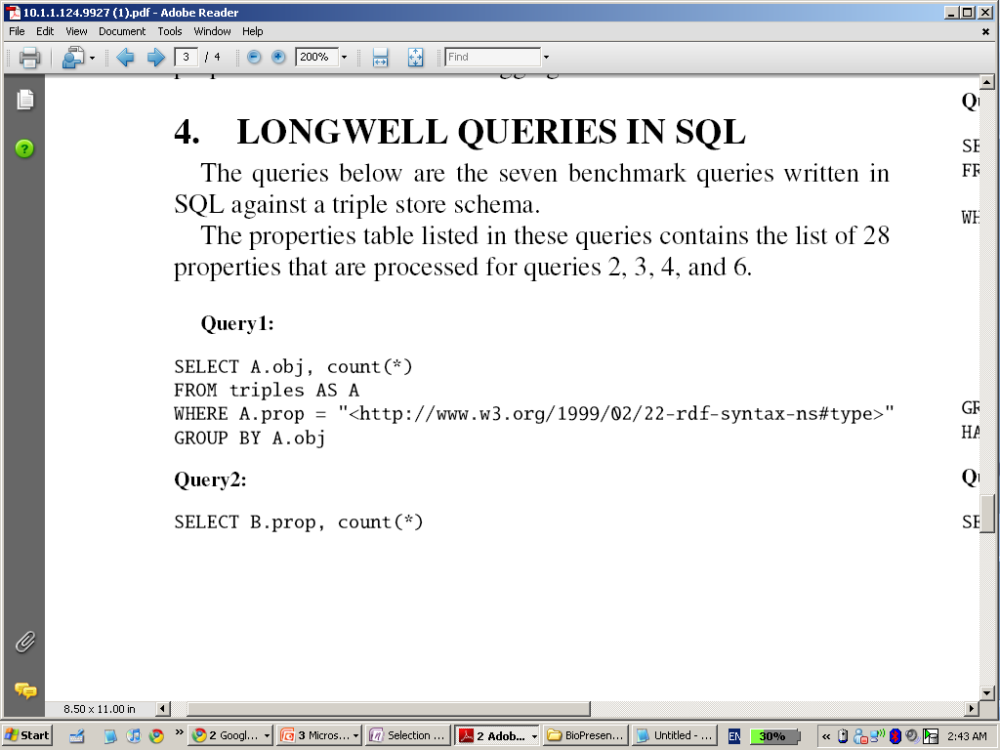 10.1.1.124.9927 (1).pdf - Adobe Reader
File Edit View Document Tools Window Help
3 / 4 200% Find
4. LONGWELL QUERIES IN SQL
The queries below are the seven benchmark queries written in
SQL against a triple store schema.
The properties table listed in these queries contains the list of 28
properties that are processed for queries 2, 3, 4, and 6.
Query1:
SELECT A.obj, count(*)
FROM triples AS A
WHERE A.prop = "<http://www.w3.org/1999/02/22-rdf-syntax-ns#type>"
GROUP BY A.obj
Query2:
SELECT B.prop, count(*)
Qu
SE
FR
WH
GR
HA
Qu
SE
8.50 x 11.00 in
Start » 2 Googl... 3 Micros... Selection ... 2 Adob... BioPresen... Untitled - ... EN 30% « 2:43 AM